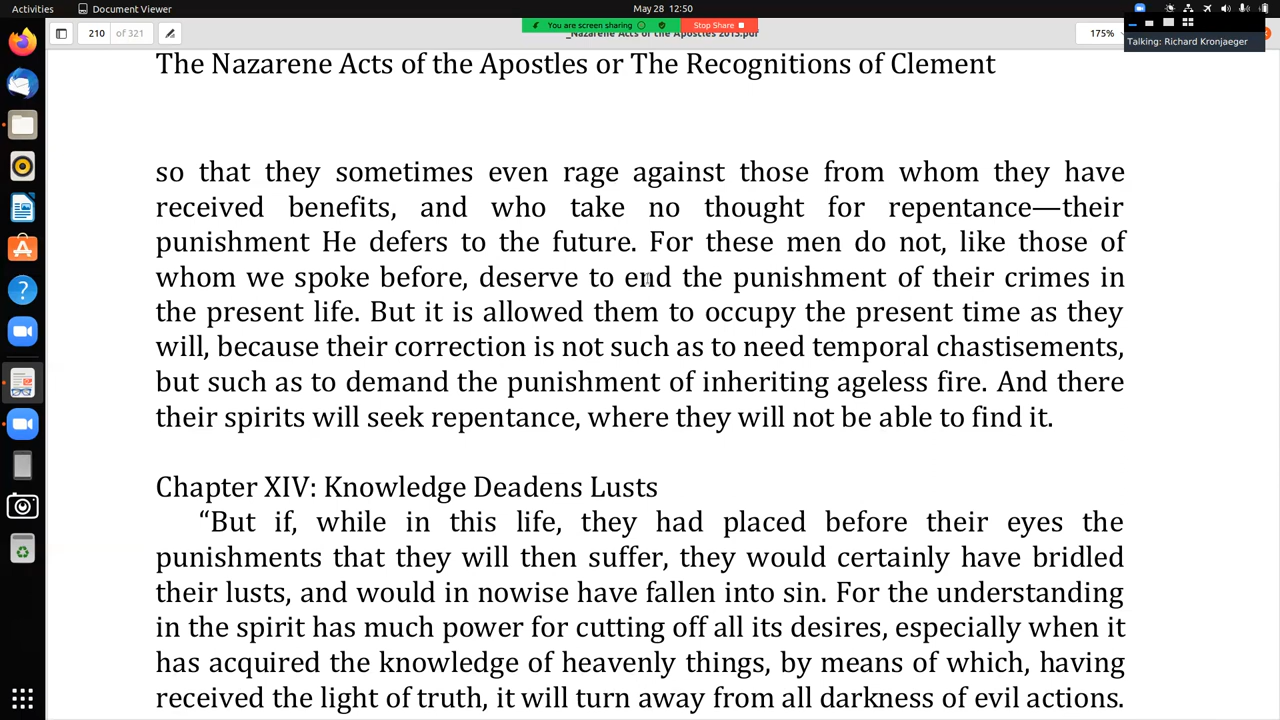 Activities
Document Viewer
May 28 12:50
You are screen sharing
Stop Share
210 of 321
_Nazarene Acts of the Apostles 2013.pdf
175%
Talking: Richard Kronjaeger
The Nazarene Acts of the Apostles or The Recognitions of Clement
so that they sometimes even rage against those from whom they have
received benefits, and who take no thought for repentance—their
punishment He defers to the future. For these men do not, like those of
whom we spoke before, deserve to end the punishment of their crimes in
the present life. But it is allowed them to occupy the present time as they
will, because their correction is not such as to need temporal chastisements,
but such as to demand the punishment of inheriting ageless fire. And there
their spirits will seek repentance, where they will not be able to find it.
Chapter XIV: Knowledge Deadens Lusts
“But if, while in this life, they had placed before their eyes the
punishments that they will then suffer, they would certainly have bridled
their lusts, and would in nowise have fallen into sin. For the understanding
in the spirit has much power for cutting off all its desires, especially when it
has acquired the knowledge of heavenly things, by means of which, having
received the light of truth, it will turn away from all darkness of evil actions.